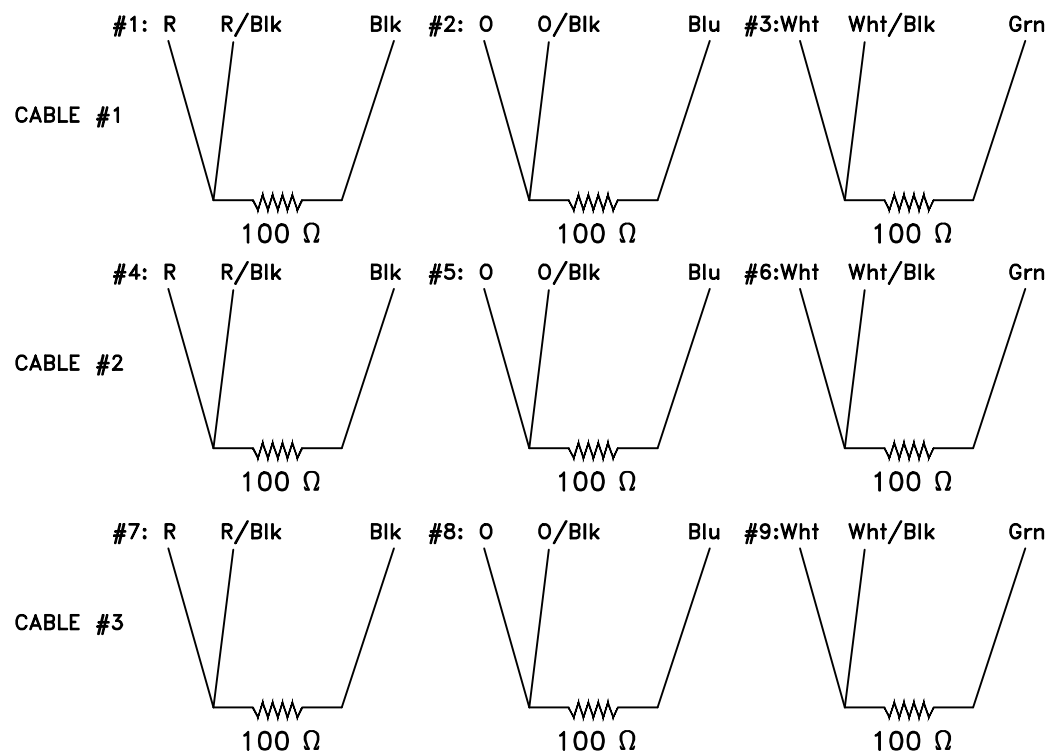 #1: R R/Blk Blk #2: O O/Blk Blu #3:Wht Wht/Blk Grn
CABLE #1
100 Ω 100 Ω 100 Ω
#4: R R/Blk Blk #5: O O/Blk Blu #6:Wht Wht/Blk Grn
CABLE #2
100 Ω 100 Ω 100 Ω
#7: R R/Blk Blk #8: O O/Blk Blu #9:Wht Wht/Blk Grn
CABLE #3
100 Ω 100 Ω 100 Ω